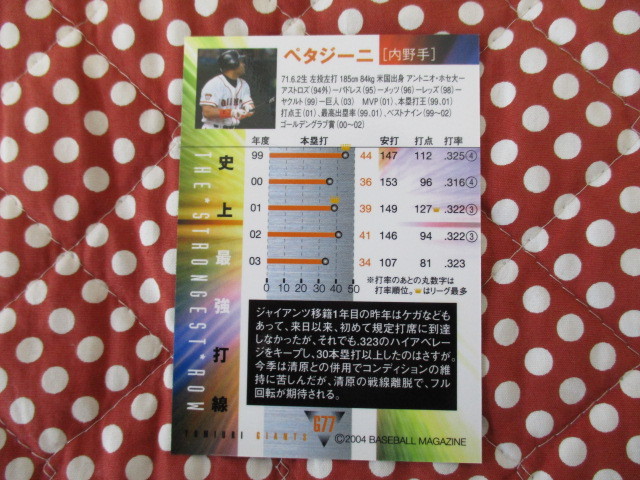 ペタジーニ [内野手]
71.6.2生 左投左打 185cm 84kg 米国出身 アントニオ・ホセ大ー
アストロズ(94外)ーパドレス(95)ーメッツ(96)ーレッズ(98)ー
ヤクルト(99)ー巨人(03) MVP(01)、本塁打王(99.01)
打点王(01)、最高出塁率(99.01)、ベストナイン(99〜02)
ゴールデングラブ賞(00〜02)
年度 本塁打 安打 打点 打率
99 44 147 112 .325④
00 36 153 96 .316④
01 39 149 127 .322③
02 41 146 94 .322③
03 34 107 81 .323
0 10 20 30 40 50
※打率のあとの丸数字は
打率順位。はリーグ最多
史上最強打線
THE・STRONGEST・ROW
ジャイアンツ移籍1年目の昨年はケガなども
あって、来日以来、初めて規定打席に到達
しなかったが、それでも.323のハイアベレ
ージをキープし、30本塁打以上したのはさすが。
今季は清原との併用でコンディションの維
持に苦しんだが、清原の戦線離脱で、フル
回転が期待される。
G77
YOMIURI GIANTS
©2004 BASEBALL MAGAZINE